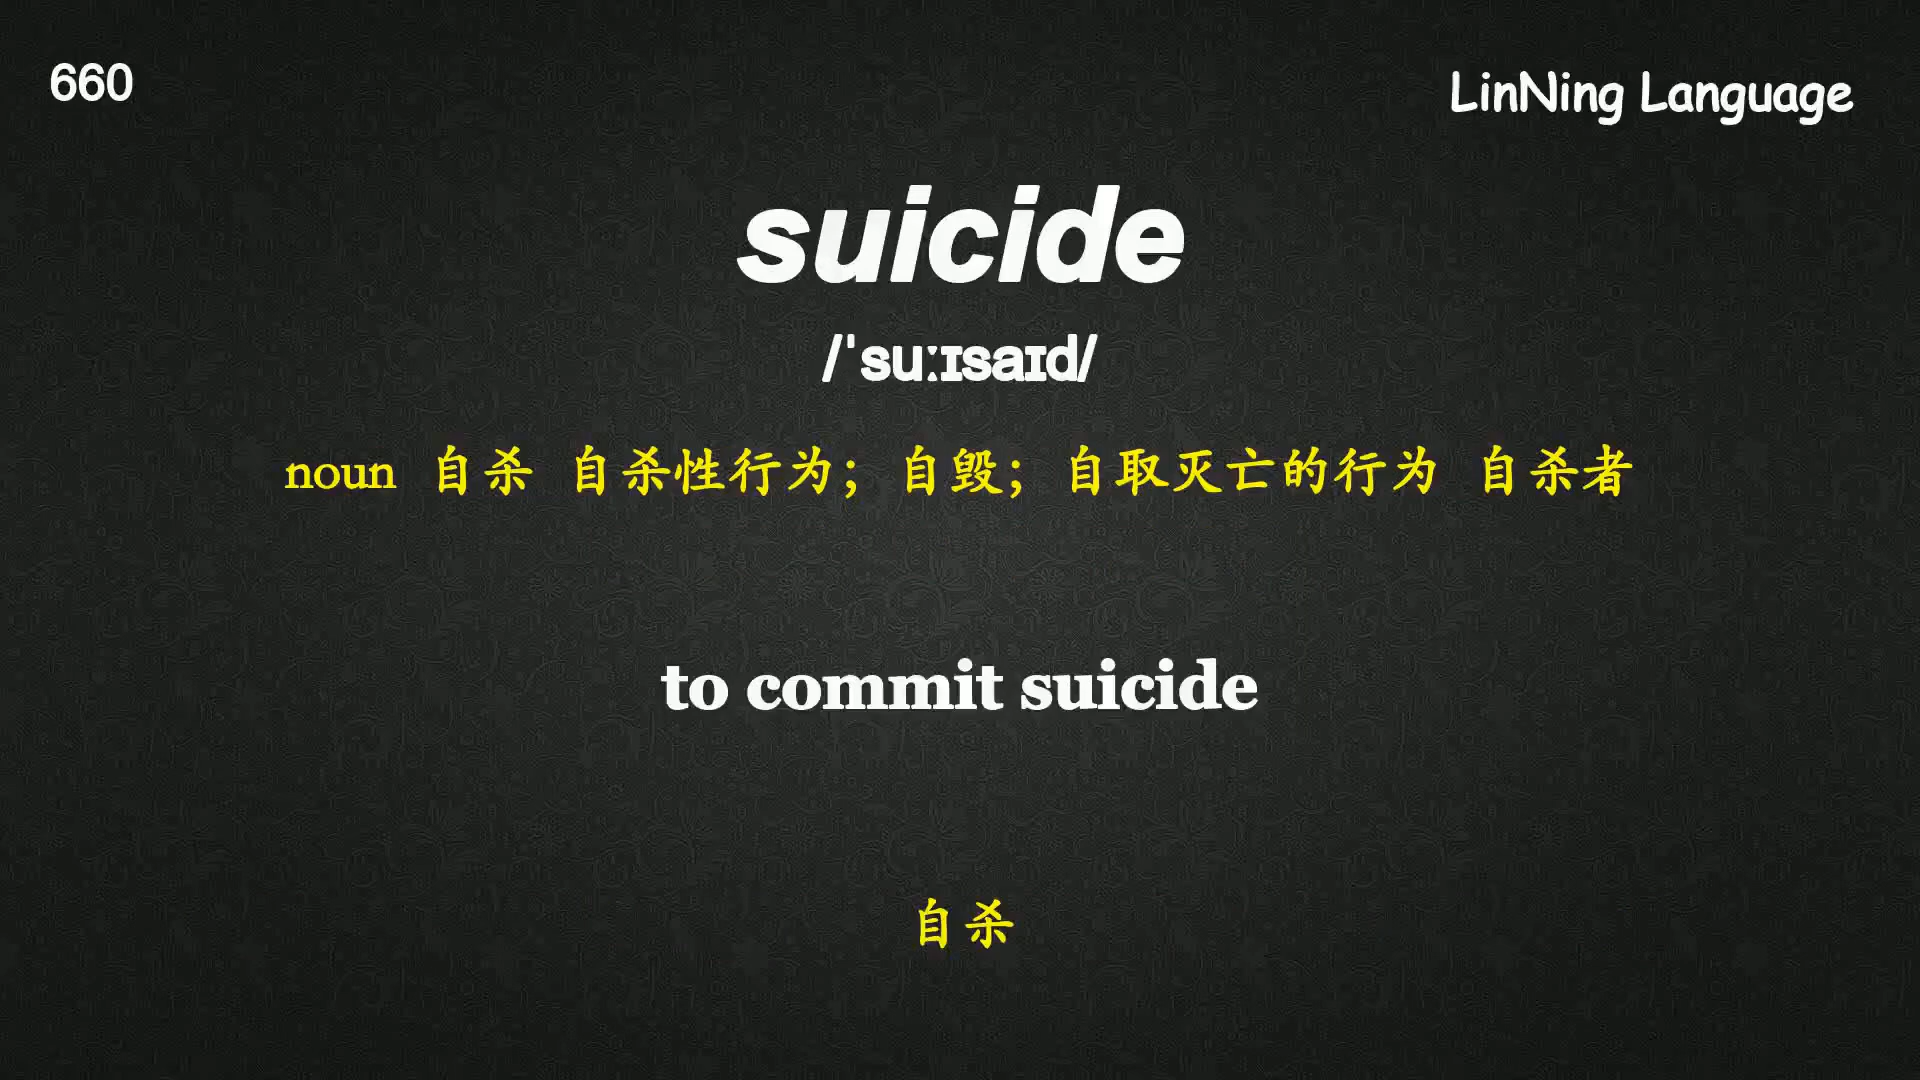 660
LinNing Language
suicide
/ˈsuːɪsaɪd/
noun 自杀 自杀性行为；自毁；自取灭亡的行为 自杀者
to commit suicide
自杀